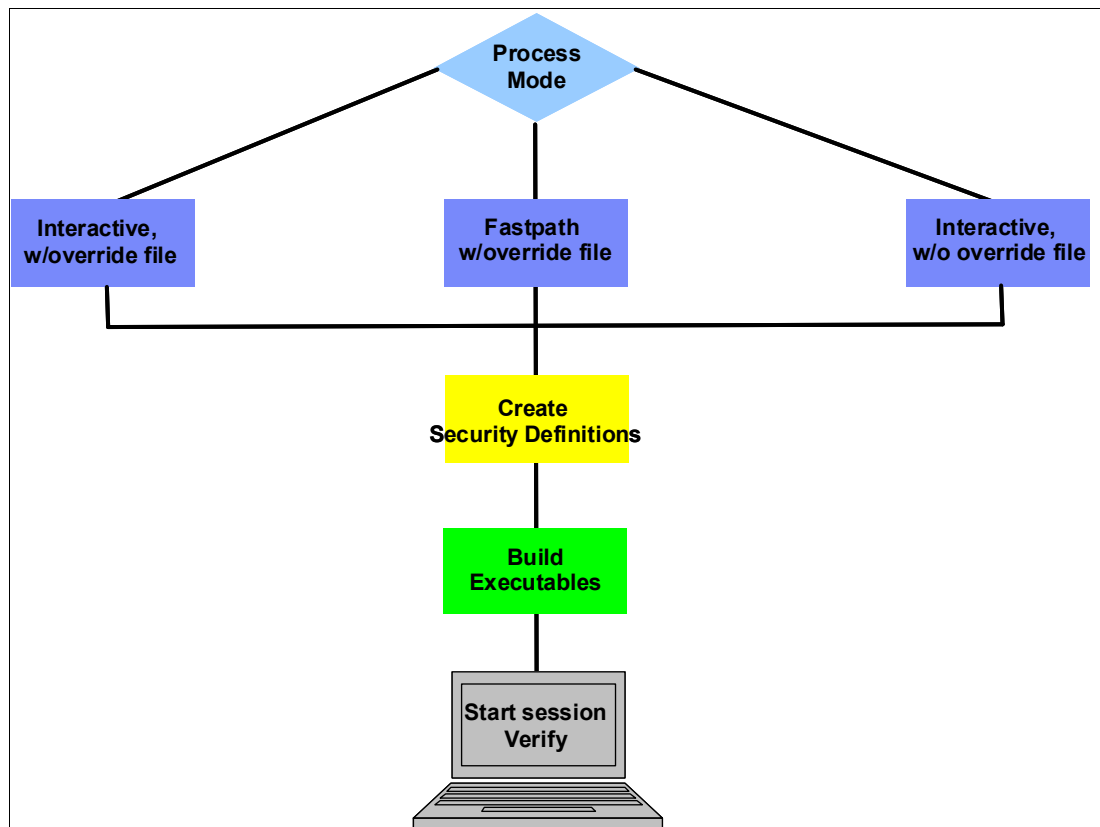 Process
Mode
Interactive,
w/override file
Fastpath
w/override file
Interactive,
w/o override file
Create
Security Definitions
Build
Executables
Start session
Verify